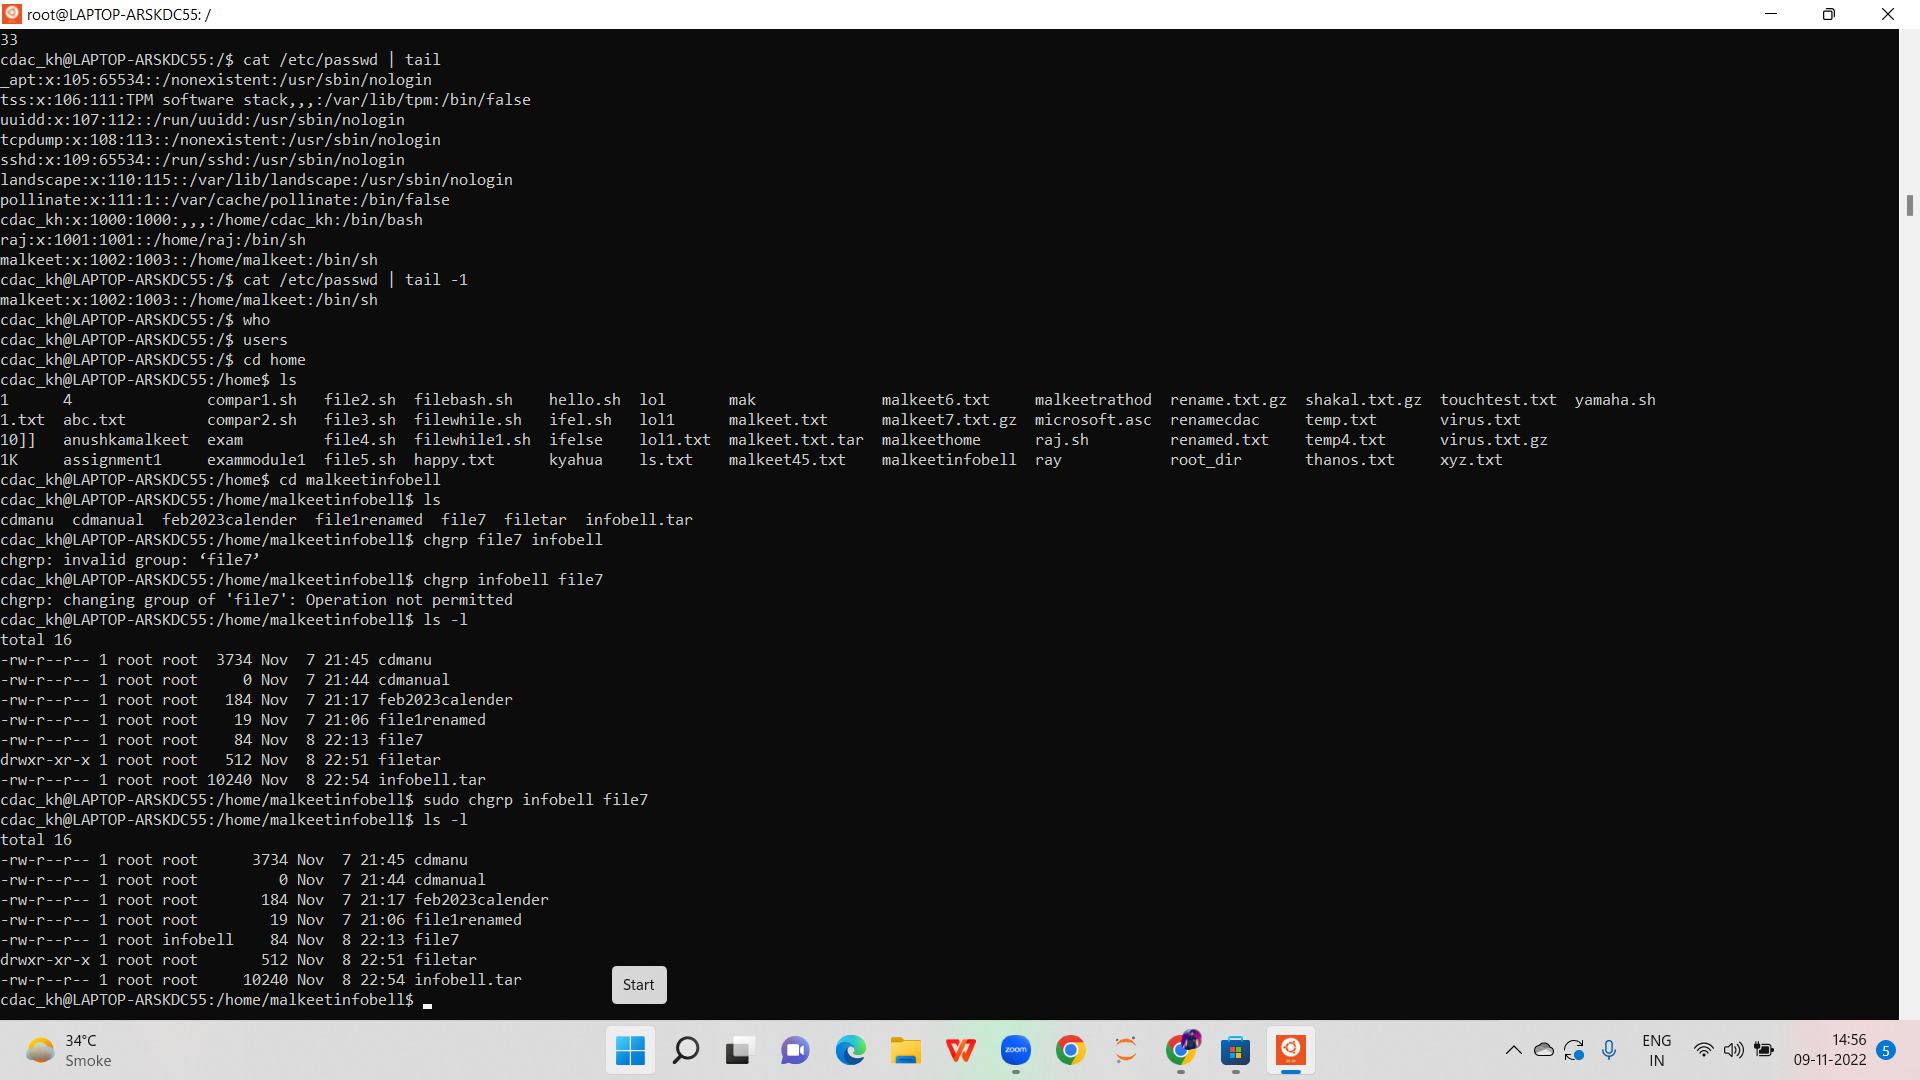 root@LAPTOP-ARSKDC55: /
33
cdac_kh@LAPTOP-ARSKDC55:/$ cat /etc/passwd | tail
_apt:x:105:65534::/nonexistent:/usr/sbin/nologin
tss:x:106:111:TPM software stack,,,:/var/lib/tpm:/bin/false
uuidd:x:107:112::/run/uuidd:/usr/sbin/nologin
tcpdump:x:108:113::/nonexistent:/usr/sbin/nologin
sshd:x:109:65534::/run/sshd:/usr/sbin/nologin
landscape:x:110:115::/var/lib/landscape:/usr/sbin/nologin
pollinate:x:111:1::/var/cache/pollinate:/bin/false
cdac_kh:x:1000:1000:,,,:/home/cdac_kh:/bin/bash
raj:x:1001:1001::/home/raj:/bin/sh
malkeet:x:1002:1003::/home/malkeet:/bin/sh
cdac_kh@LAPTOP-ARSKDC55:/$ cat /etc/passwd | tail -1
malkeet:x:1002:1003::/home/malkeet:/bin/sh
cdac_kh@LAPTOP-ARSKDC55:/$ who
cdac_kh@LAPTOP-ARSKDC55:/$ users
cdac_kh@LAPTOP-ARSKDC55:/$ cd home
cdac_kh@LAPTOP-ARSKDC55:/home$ ls
1 4 compar1.sh file2.sh filebash.sh hello.sh lol mak malkeet6.txt malkeetrathod rename.txt.gz shakal.txt.gz touchtest.txt yamaha.sh
1.txt abc.txt compar2.sh file3.sh filewhile.sh ifel.sh lol1 malkeet.txt malkeet7.txt.gz microsoft.asc renamecdac temp.txt virus.txt
10]] anushkamalkeet exam file4.sh filewhile1.sh ifelse lol1.txt malkeet.txt.tar malkeethome raj.sh renamed.txt temp4.txt virus.txt.gz
1K assignment1 exammodule1 file5.sh happy.txt kyahua ls.txt malkeet45.txt malkeetinfobell ray root_dir thanos.txt xyz.txt
cdac_kh@LAPTOP-ARSKDC55:/home$ cd malkeetinfobell
cdac_kh@LAPTOP-ARSKDC55:/home/malkeetinfobell$ ls
cdmanu cdmanual feb2023calender file1renamed file7 filetar infobell.tar
cdac_kh@LAPTOP-ARSKDC55:/home/malkeetinfobell$ chgrp file7 infobell
chgrp: invalid group: ‘file7’
cdac_kh@LAPTOP-ARSKDC55:/home/malkeetinfobell$ chgrp infobell file7
chgrp: changing group of 'file7': Operation not permitted
cdac_kh@LAPTOP-ARSKDC55:/home/malkeetinfobell$ ls -l
total 16
-rw-r--r-- 1 root root 3734 Nov 7 21:45 cdmanu
-rw-r--r-- 1 root root 0 Nov 7 21:44 cdmanual
-rw-r--r-- 1 root root 184 Nov 7 21:17 feb2023calender
-rw-r--r-- 1 root root 19 Nov 7 21:06 file1renamed
-rw-r--r-- 1 root root 84 Nov 8 22:13 file7
drwxr-xr-x 1 root root 512 Nov 8 22:51 filetar
-rw-r--r-- 1 root root 10240 Nov 8 22:54 infobell.tar
cdac_kh@LAPTOP-ARSKDC55:/home/malkeetinfobell$ sudo chgrp infobell file7
cdac_kh@LAPTOP-ARSKDC55:/home/malkeetinfobell$ ls -l
total 16
-rw-r--r-- 1 root root 3734 Nov 7 21:45 cdmanu
-rw-r--r-- 1 root root 0 Nov 7 21:44 cdmanual
-rw-r--r-- 1 root root 184 Nov 7 21:17 feb2023calender
-rw-r--r-- 1 root root 19 Nov 7 21:06 file1renamed
-rw-r--r-- 1 root infobell 84 Nov 8 22:13 file7
drwxr-xr-x 1 root root 512 Nov 8 22:51 filetar
-rw-r--r-- 1 root root 10240 Nov 8 22:54 infobell.tar
cdac_kh@LAPTOP-ARSKDC55:/home/malkeetinfobell$
Start
34°C
Smoke
zoom
ENG
IN
14:56
09-11-2022
5